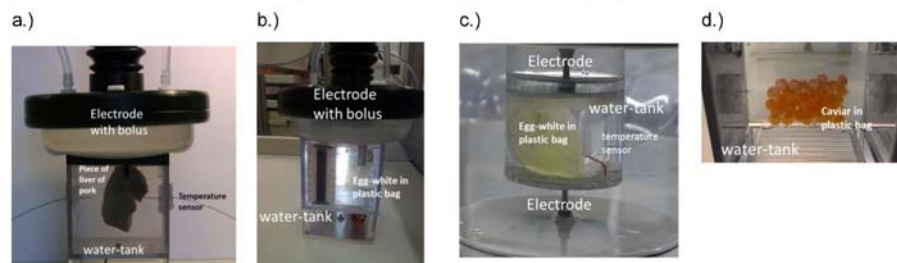 a.)
Electrode
with bolus
Piece of
liver of
pork
Temperature
sensor
water-tank
b.)
Electrode
with bolus
Egg-white in
plastic bag
water-tank
c.)
Electrode
water-tank
Egg-white in
plastic bag
temperature
sensor
Electrode
d.)
Caviar in
plastic bag
water-tank